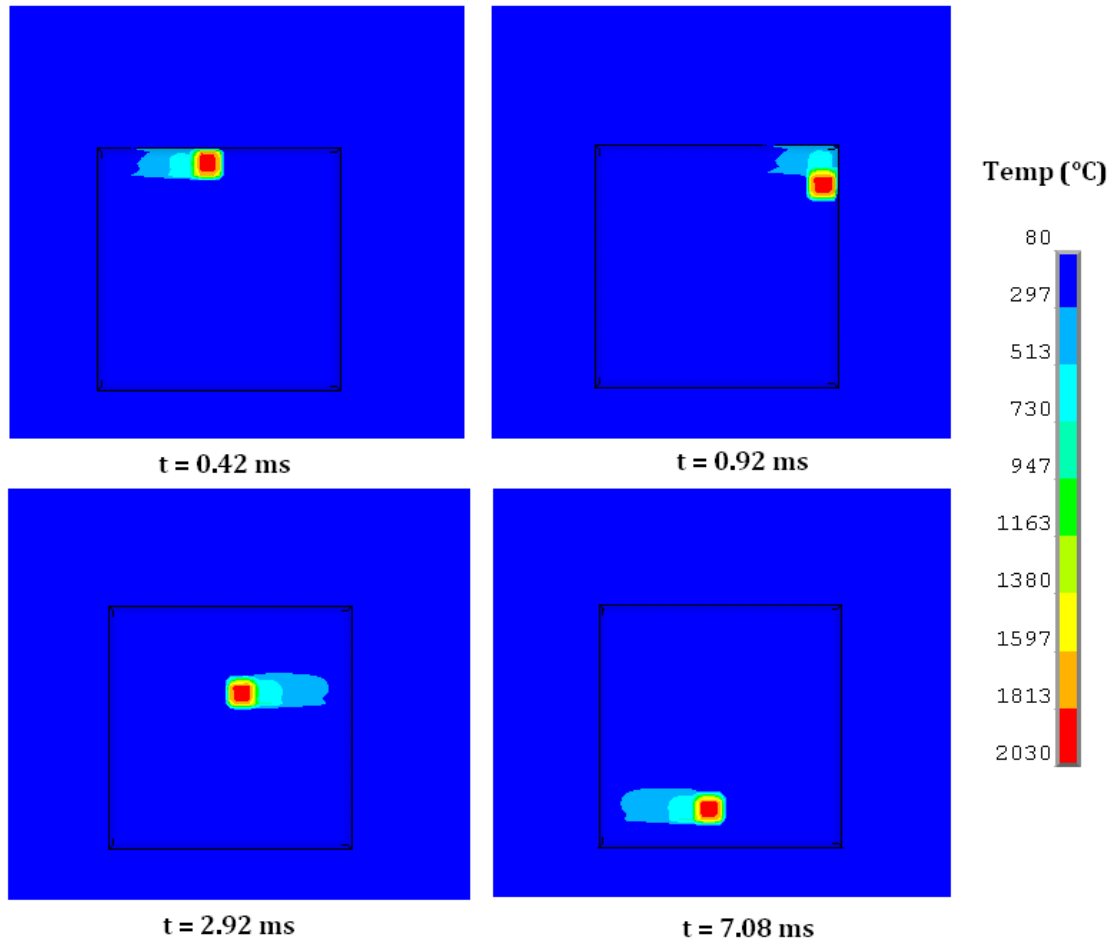 t = 0.42 ms
t = 0.92 ms
t = 2.92 ms
t = 7.08 ms
Temp (°C)
80
297
513
730
947
1163
1380
1597
1813
2030